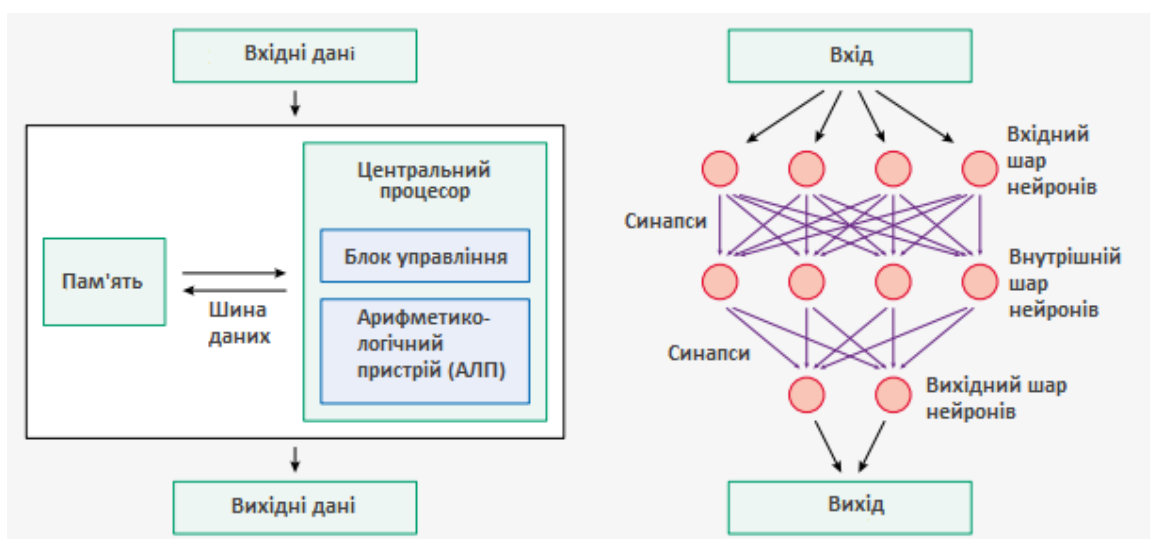 Вхідні дані
Центральний
процесор
Блок управління
Пам'ять
Шина
даних
Арифметико-
логічний
пристрій (АЛП)
Вихідні дані
Вхід
Вхідний
шар
нейронів
Синапси
Внутрішній
шар
нейронів
Синапси
Вихідний шар
нейронів
Вихід